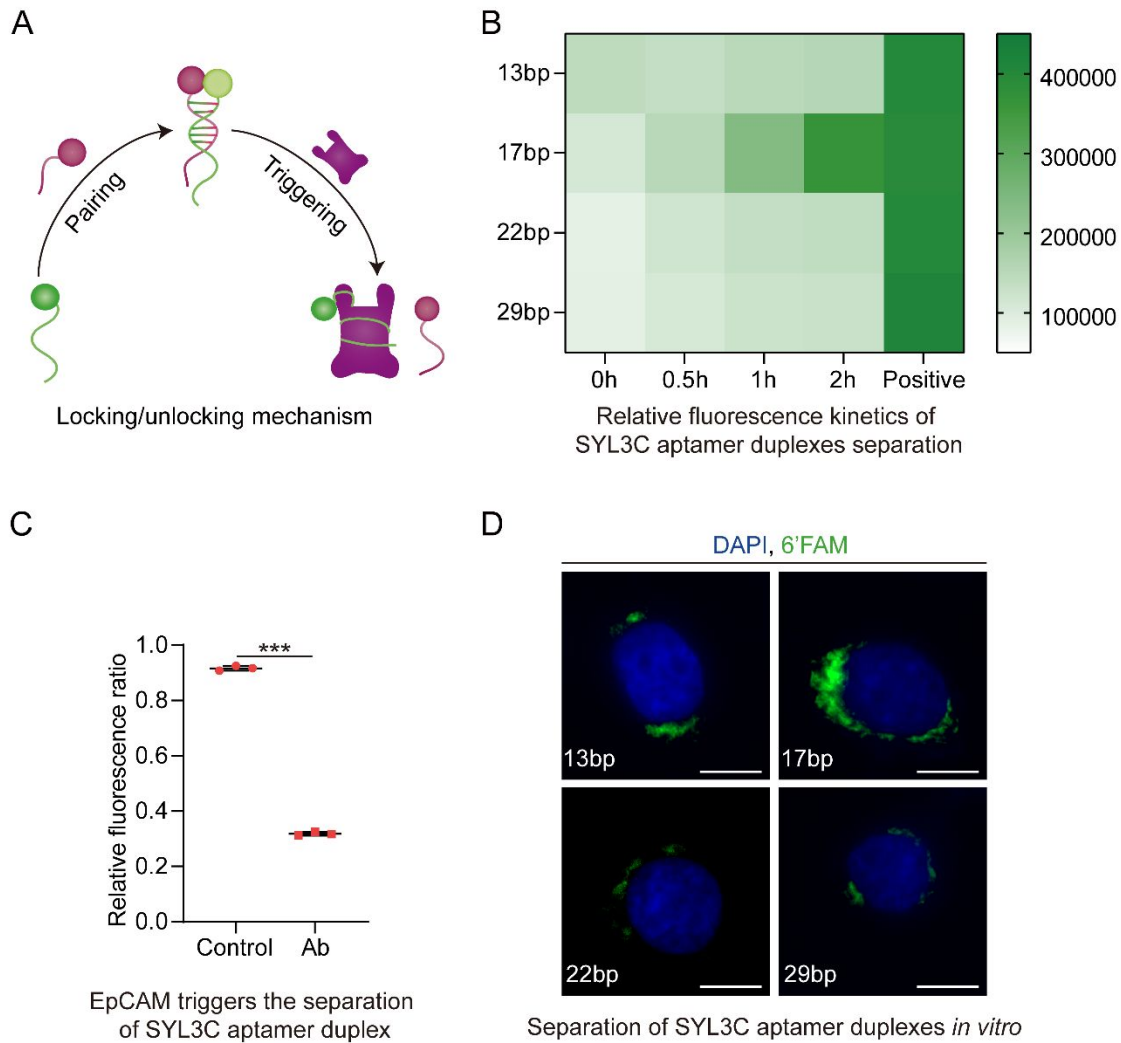 A
Pairing
Triggering
Locking/unlocking mechanism
B
13bp
17bp
22bp
29bp
0h 0.5h 1h 2h Positive
400000
300000
200000
100000
Relative fluorescence kinetics of
SYL3C aptamer duplexes separation
C
Relative fluorescence ratio
1.0
0.8
0.6
0.4
0.2
0.0
***
Control Ab
EpCAM triggers the separation
of SYL3C aptamer duplex
D
DAPI, 6'FAM
13bp
17bp
22bp
29bp
Separation of SYL3C aptamer duplexes in vitro